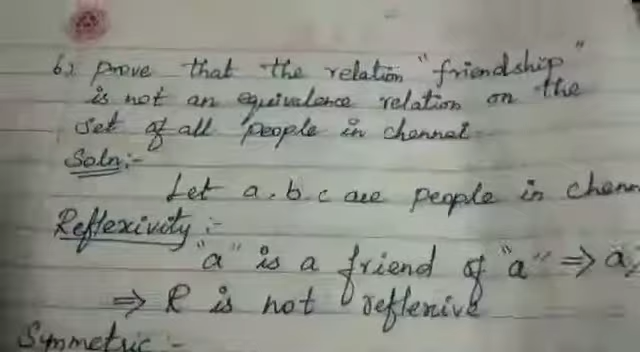 6) prove that the relation "friendship"
is not an equivalence relation on the
set of all people in chennai
Soln:-
Let a, b, c are people in chenn
Reflexivity :-
"a" is a friend of "a" ⇒ a
⇒ R is not reflexive
Symmetric :-